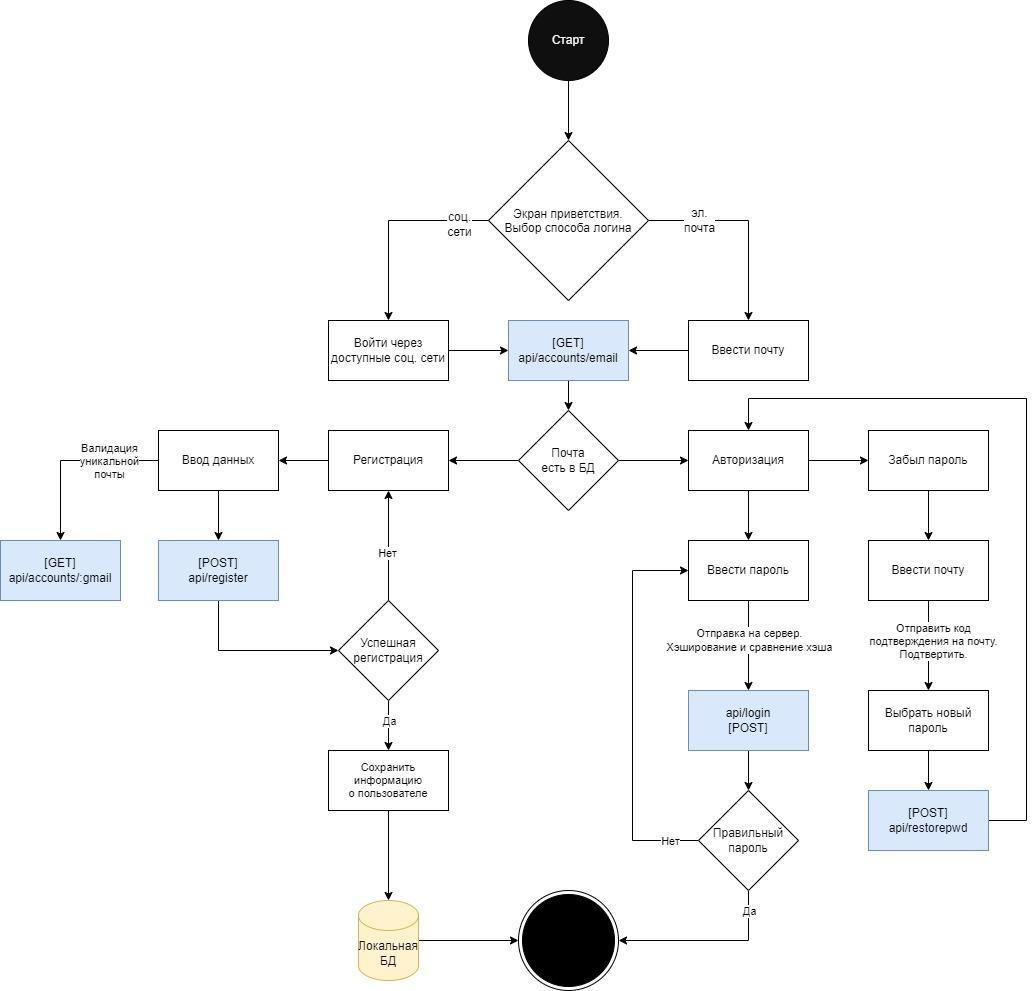 Старт
Экран приветствия.
Выбор способа логина
соц.
сети
эл.
почта
Войти через
доступные соц. сети
[GET]
api/accounts/email
Ввести почту
Валидация
уникальной
почты
Ввод данных
Регистрация
Почта
есть в БД
Авторизация
Забыл пароль
[GET]
api/accounts/:gmail
[POST]
api/register
Нет
Ввести пароль
Ввести почту
Успешная
регистрация
Отправка на сервер.
Хэширование и сравнение хэша
Отправить код
подтверждения на почту.
Подтвердить.
Да
api/login
[POST]
Выбрать новый
пароль
Сохранить
информацию
о пользователе
Нет
Правильный
пароль
[POST]
api/restorepwd
Да
Локальная
БД